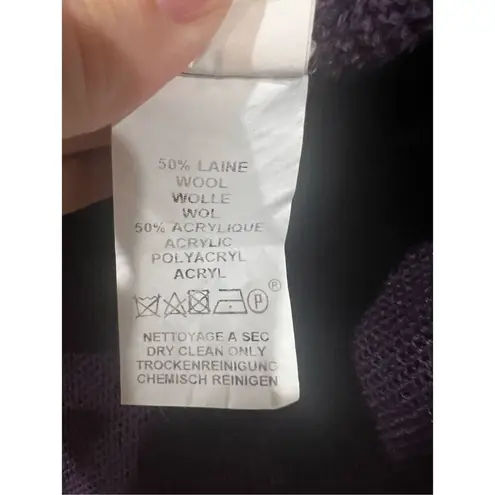 50% LAINE
WOOL
WOLLE
WOL
50% ACRYLIQUE
ACRYLIC
POLYACRYL
ACRYL
P ®
NETTOYAGE A SEC
DRY CLEAN ONLY
TROCKENREINIGUNG
CHEMISCH REINIGEN